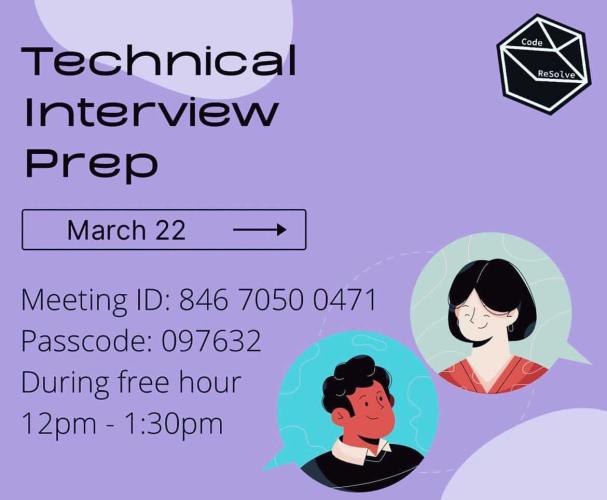 Technical
Interview
Prep
Code
ReSolve
March 22
Meeting ID: 846 7050 0471
Passcode: 097632
During free hour
12pm - 1:30pm